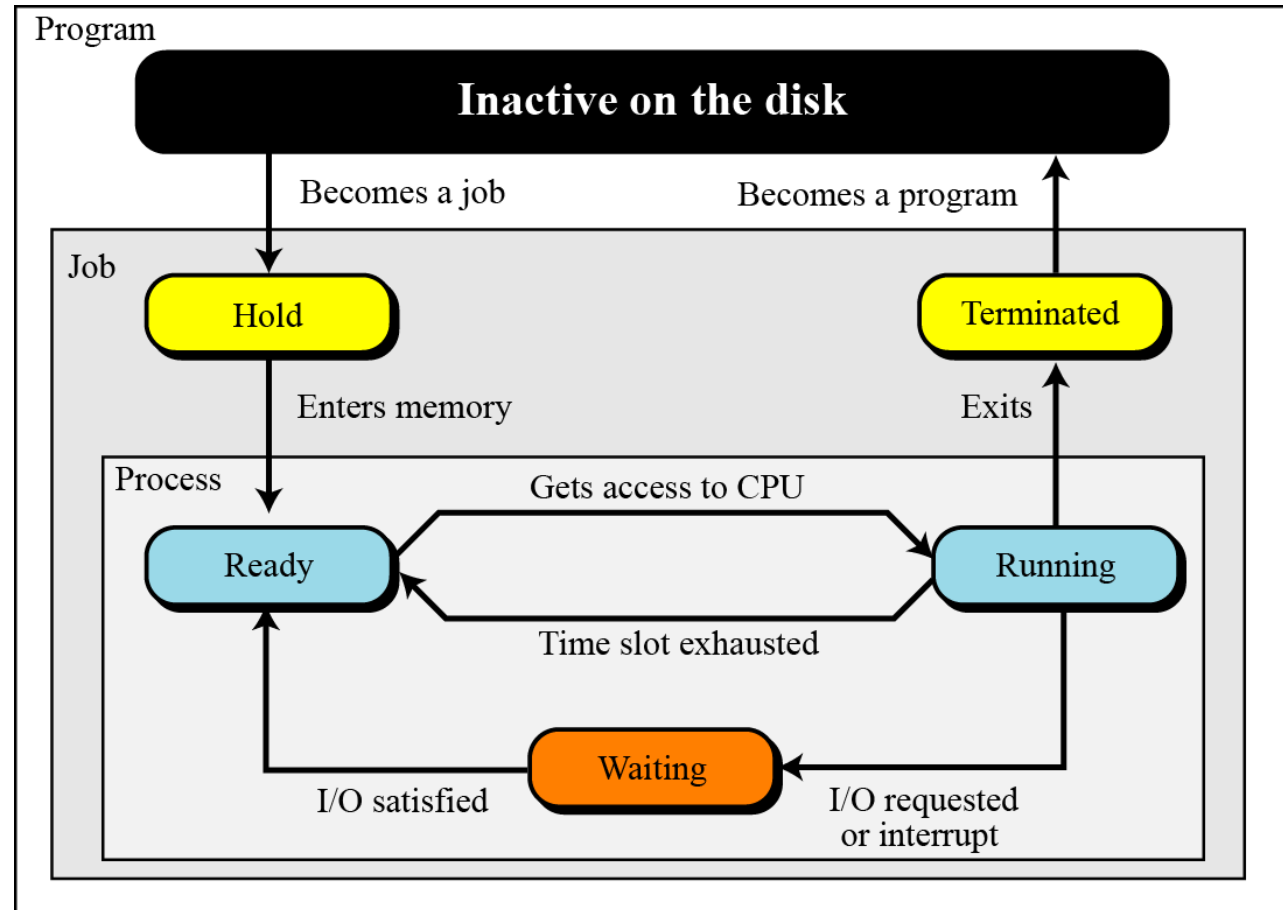 Program
Inactive on the disk
Becomes a job
Becomes a program
Job
Hold
Terminated
Enters memory
Exits
Process
Gets access to CPU
Ready
Running
Time slot exhausted
Waiting
I/O satisfied
I/O requested
or interrupt